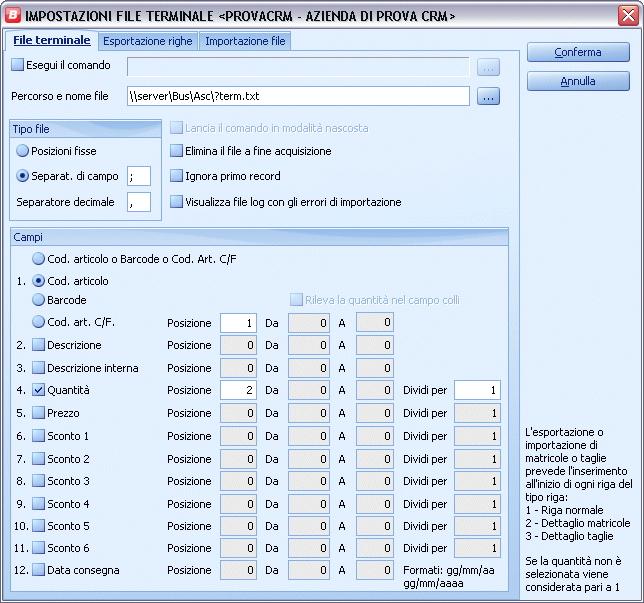 B IMPOSTAZIONI FILE TERMINALE <PROVACRM - AZIENDA DI PROVA CRM>
File terminale Esportazione righe Importazione file
Esegui il comando ...
Percorso e nome file \\server\Bus\Asc\?term.txt ...
Conferma
Annulla
Tipo file
Posizioni fisse
Separat. di campo ;
Separatore decimale ,
Lancia il comando in modalità nascosta
Elimina il file a fine acquisizione
Ignora primo record
Visualizza file log con gli errori di importazione
Campi
Cod. articolo o Barcode o Cod. Art. C/F
1. Cod. articolo
Barcode Rileva la quantità nel campo colli
Cod. art. C/F. Posizione 1 Da 0 A 0
2. Descrizione Posizione 0 Da 0 A 0
3. Descrizione interna Posizione 0 Da 0 A 0
4. Quantità Posizione 2 Da 0 A 0 Dividi per 1
5. Prezzo Posizione 0 Da 0 A 0 Dividi per 1
6. Sconto 1 Posizione 0 Da 0 A 0 Dividi per 1
7. Sconto 2 Posizione 0 Da 0 A 0 Dividi per 1
8. Sconto 3 Posizione 0 Da 0 A 0 Dividi per 1
9. Sconto 4 Posizione 0 Da 0 A 0 Dividi per 1
10. Sconto 5 Posizione 0 Da 0 A 0 Dividi per 1
11. Sconto 6 Posizione 0 Da 0 A 0 Dividi per 1
12. Data consegna Posizione 0 Da 0 A 0 Formati: gg/mm/aa
gg/mm/aaaa
L'esportazione o
importazione di
matricole o taglie
prevede l'inserimento
all'inizio di ogni riga del
tipo riga:
1 - Riga normale
2 - Dettaglio matricole
3 - Dettaglio taglie
Se la quantità non è
selezionata viene
considerata pari a 1